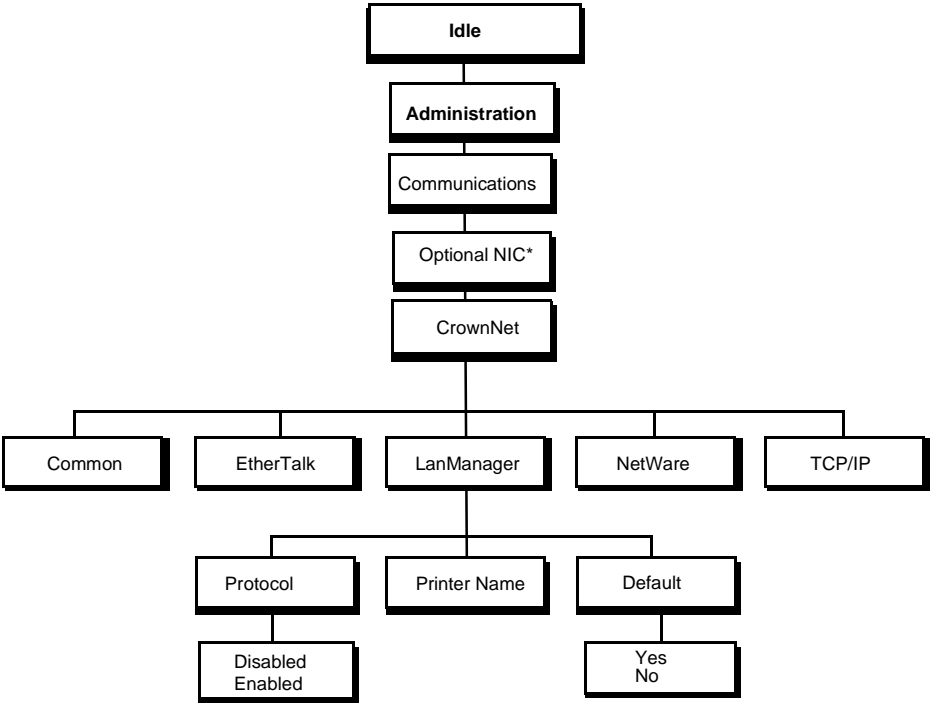 Idle
Administration
Communications
Optional NIC*
CrownNet
Common
EtherTalk
LanManager
NetWare
TCP/IP
Protocol
Printer Name
Default
Disabled
Enabled
Yes
No